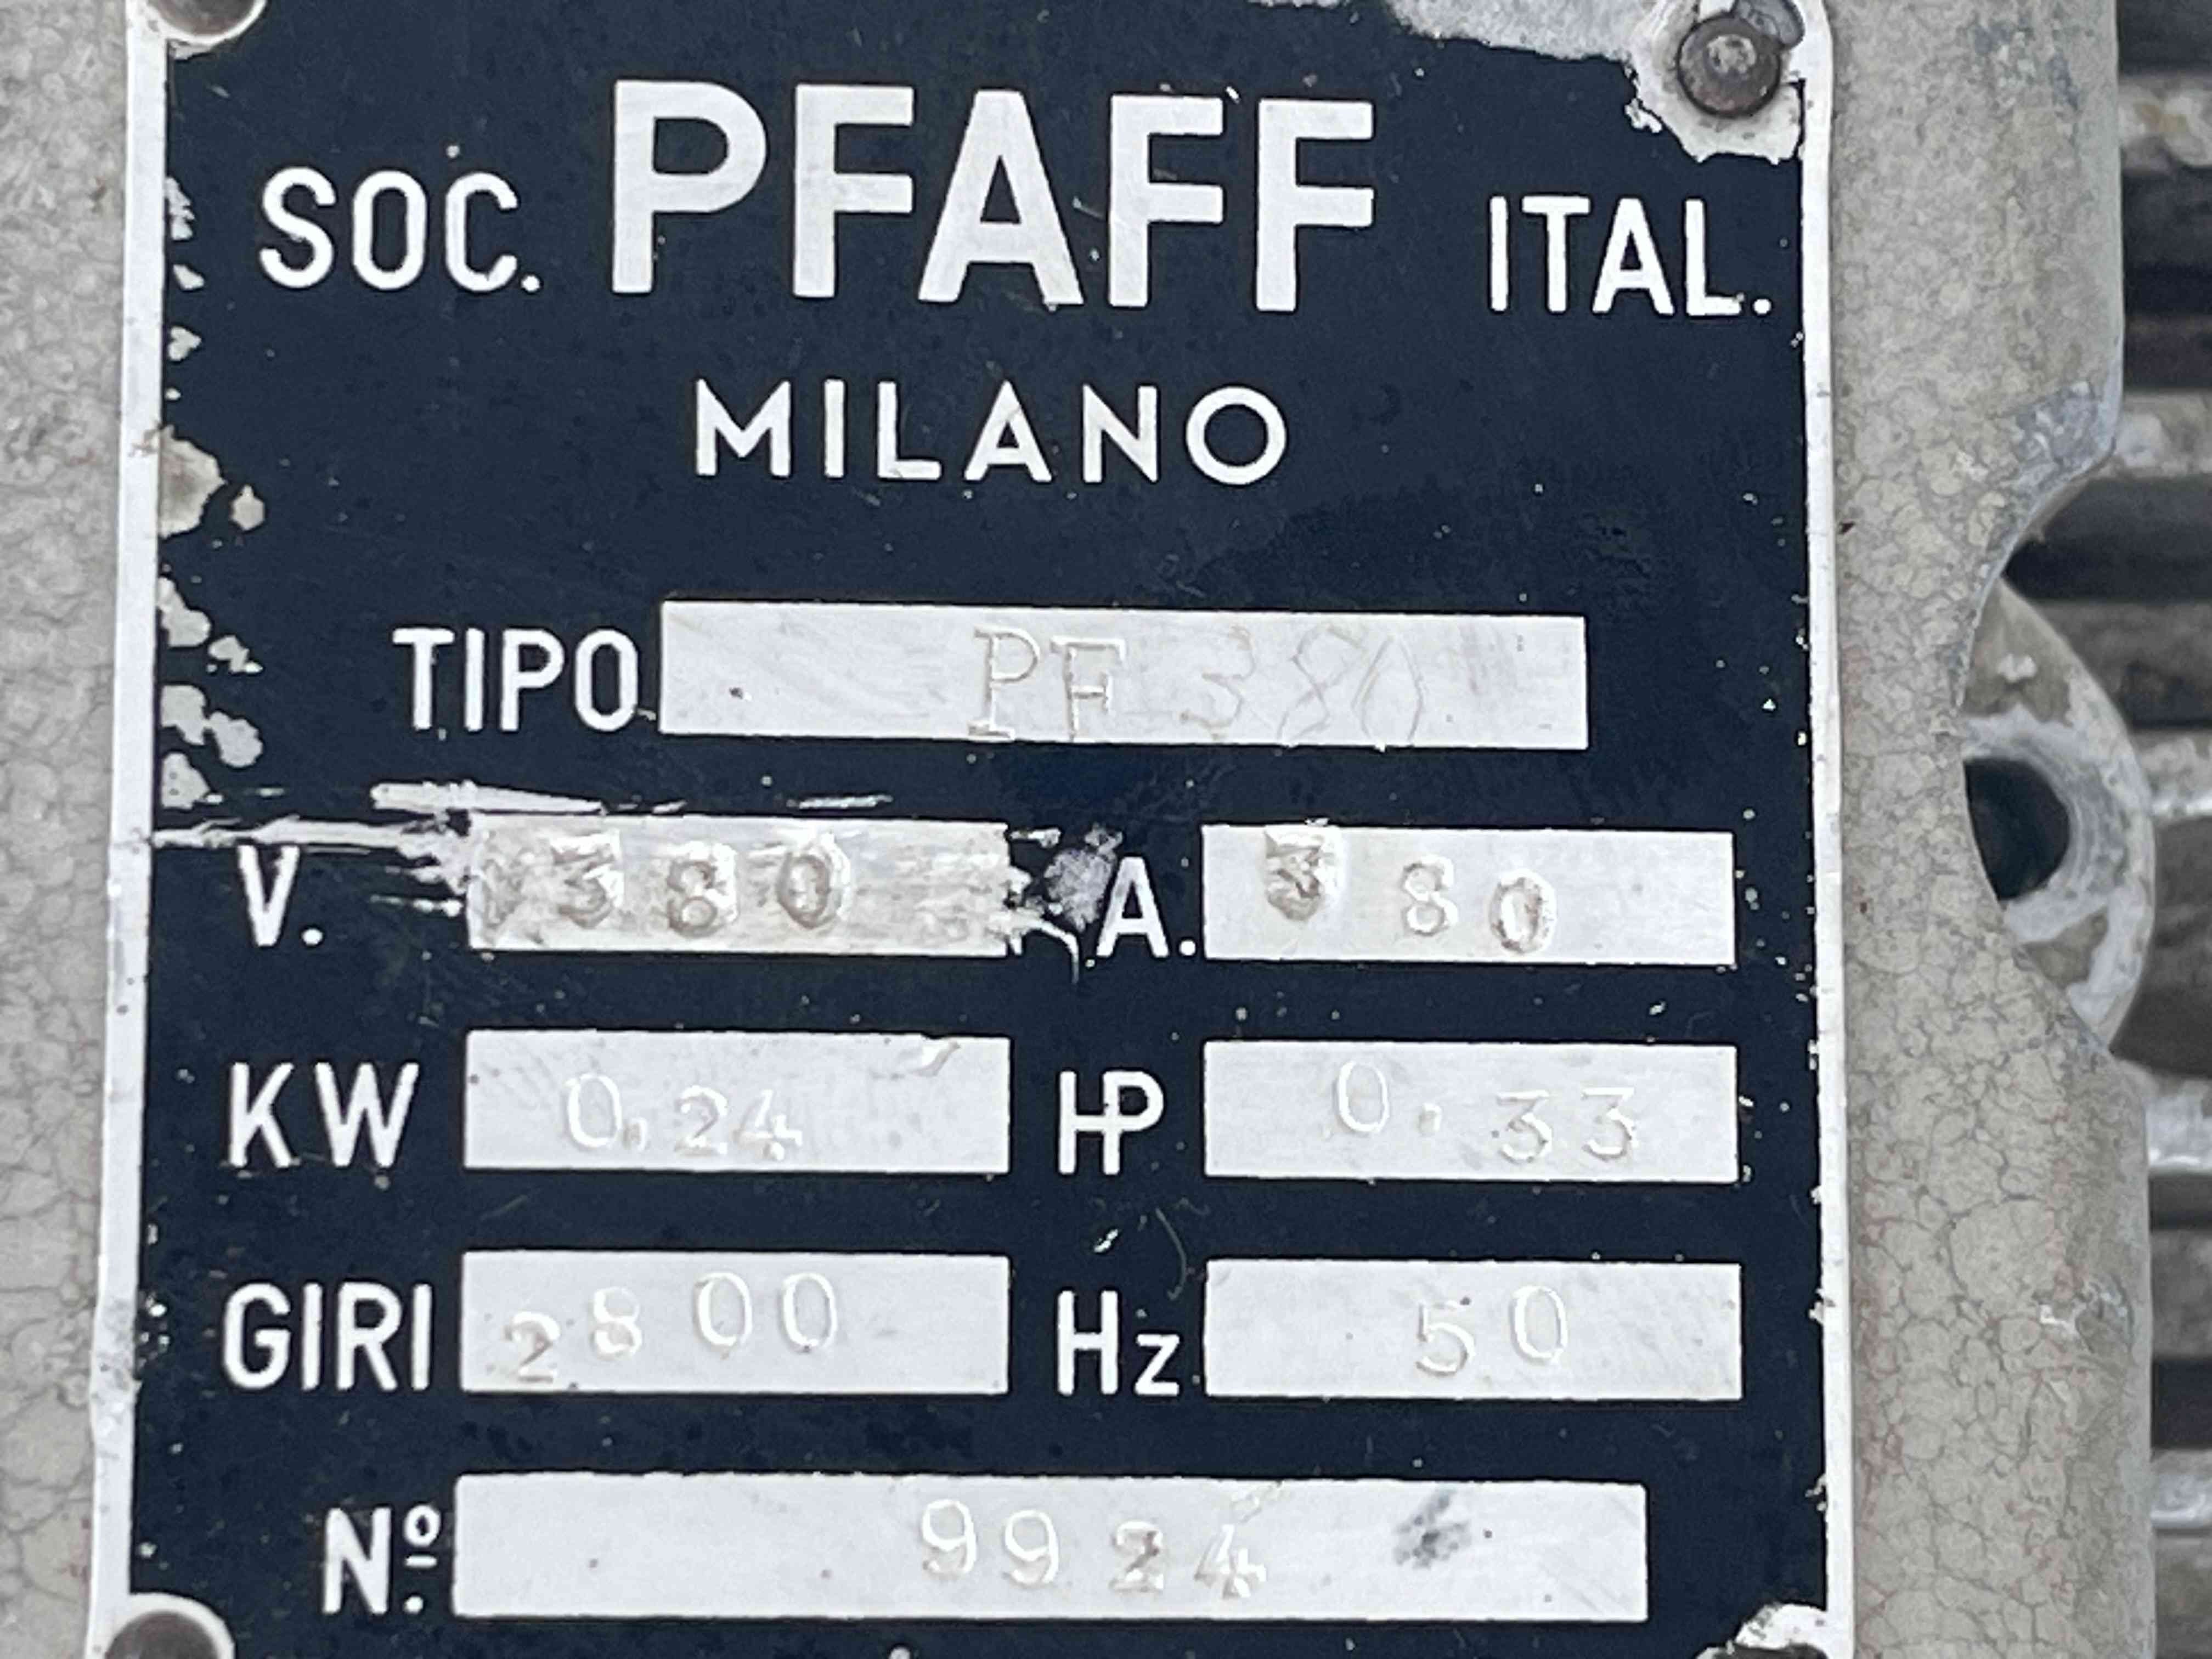 SOC. PFAFF ITAL.
MILANO
TIPO PF 380
V. 380 A. 380
KW 0,24 HP 0.33
GIRI 2800 Hz 50
Nº. 9924